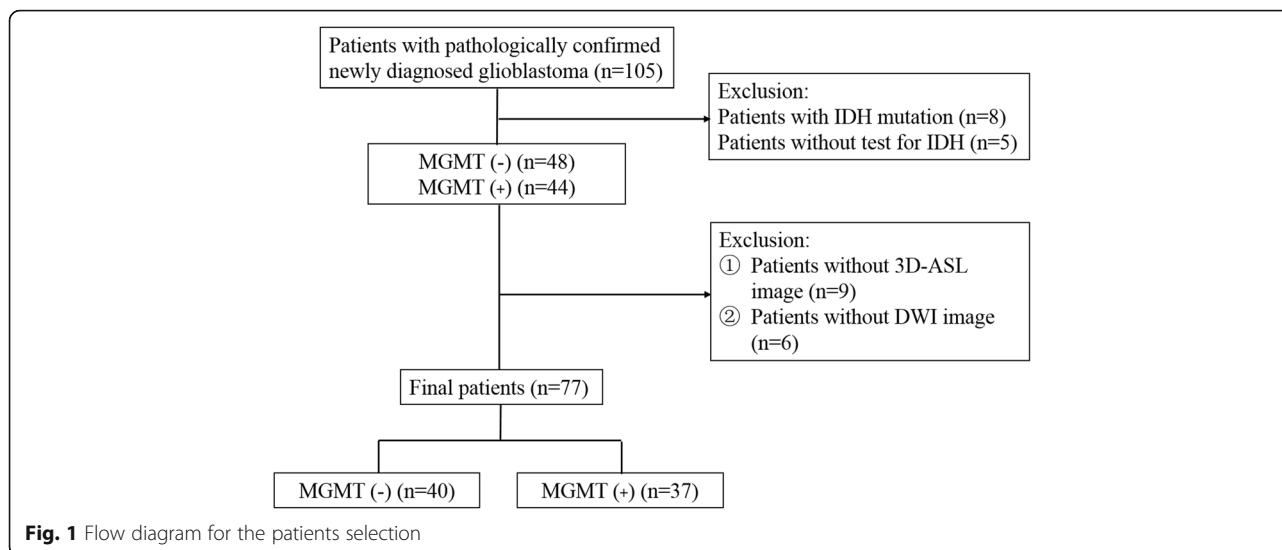 Patients with pathologically confirmed
newly diagnosed glioblastoma (n=105)
Exclusion:
Patients with IDH mutation (n=8)
Patients without test for IDH (n=5)
MGMT (-) (n=48)
MGMT (+) (n=44)
Exclusion:
① Patients without 3D-ASL
image (n=9)
② Patients without DWI image
(n=6)
Final patients (n=77)
MGMT (-) (n=40)
MGMT (+) (n=37)
Fig. 1 Flow diagram for the patients selection